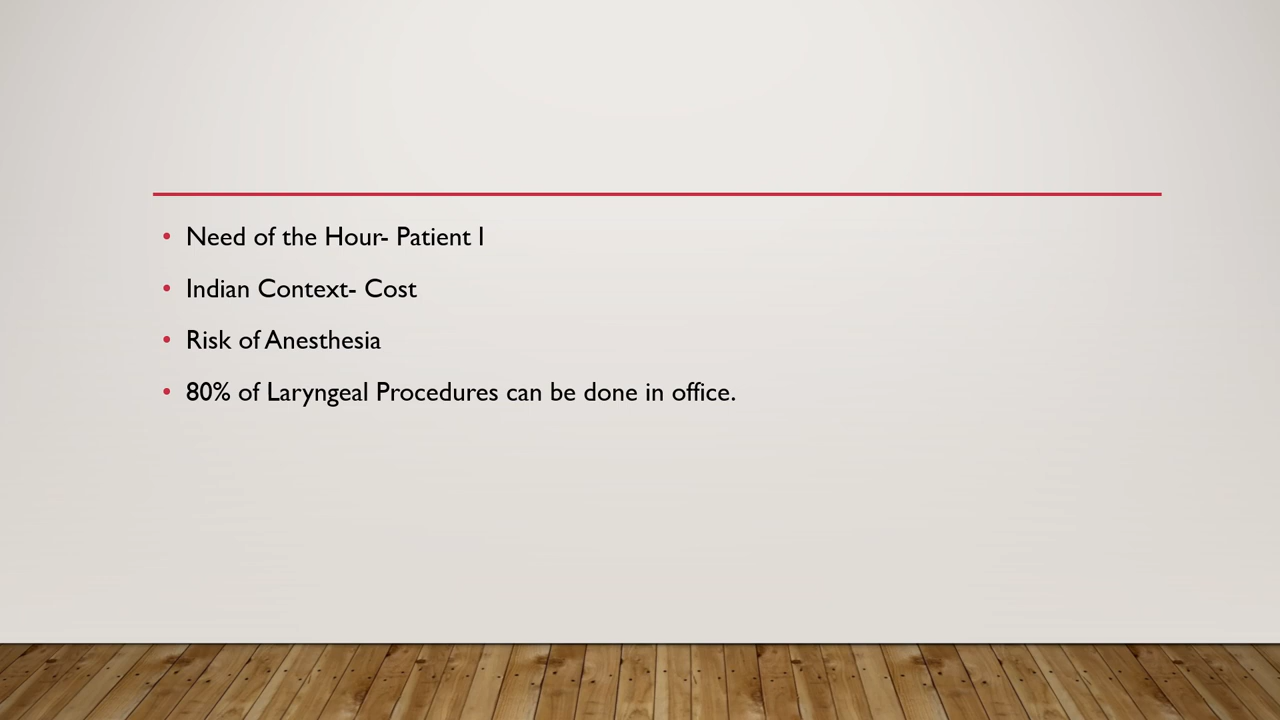 Need of the Hour- Patient I
Indian Context- Cost
Risk of Anesthesia
80% of Laryngeal Procedures can be done in office.